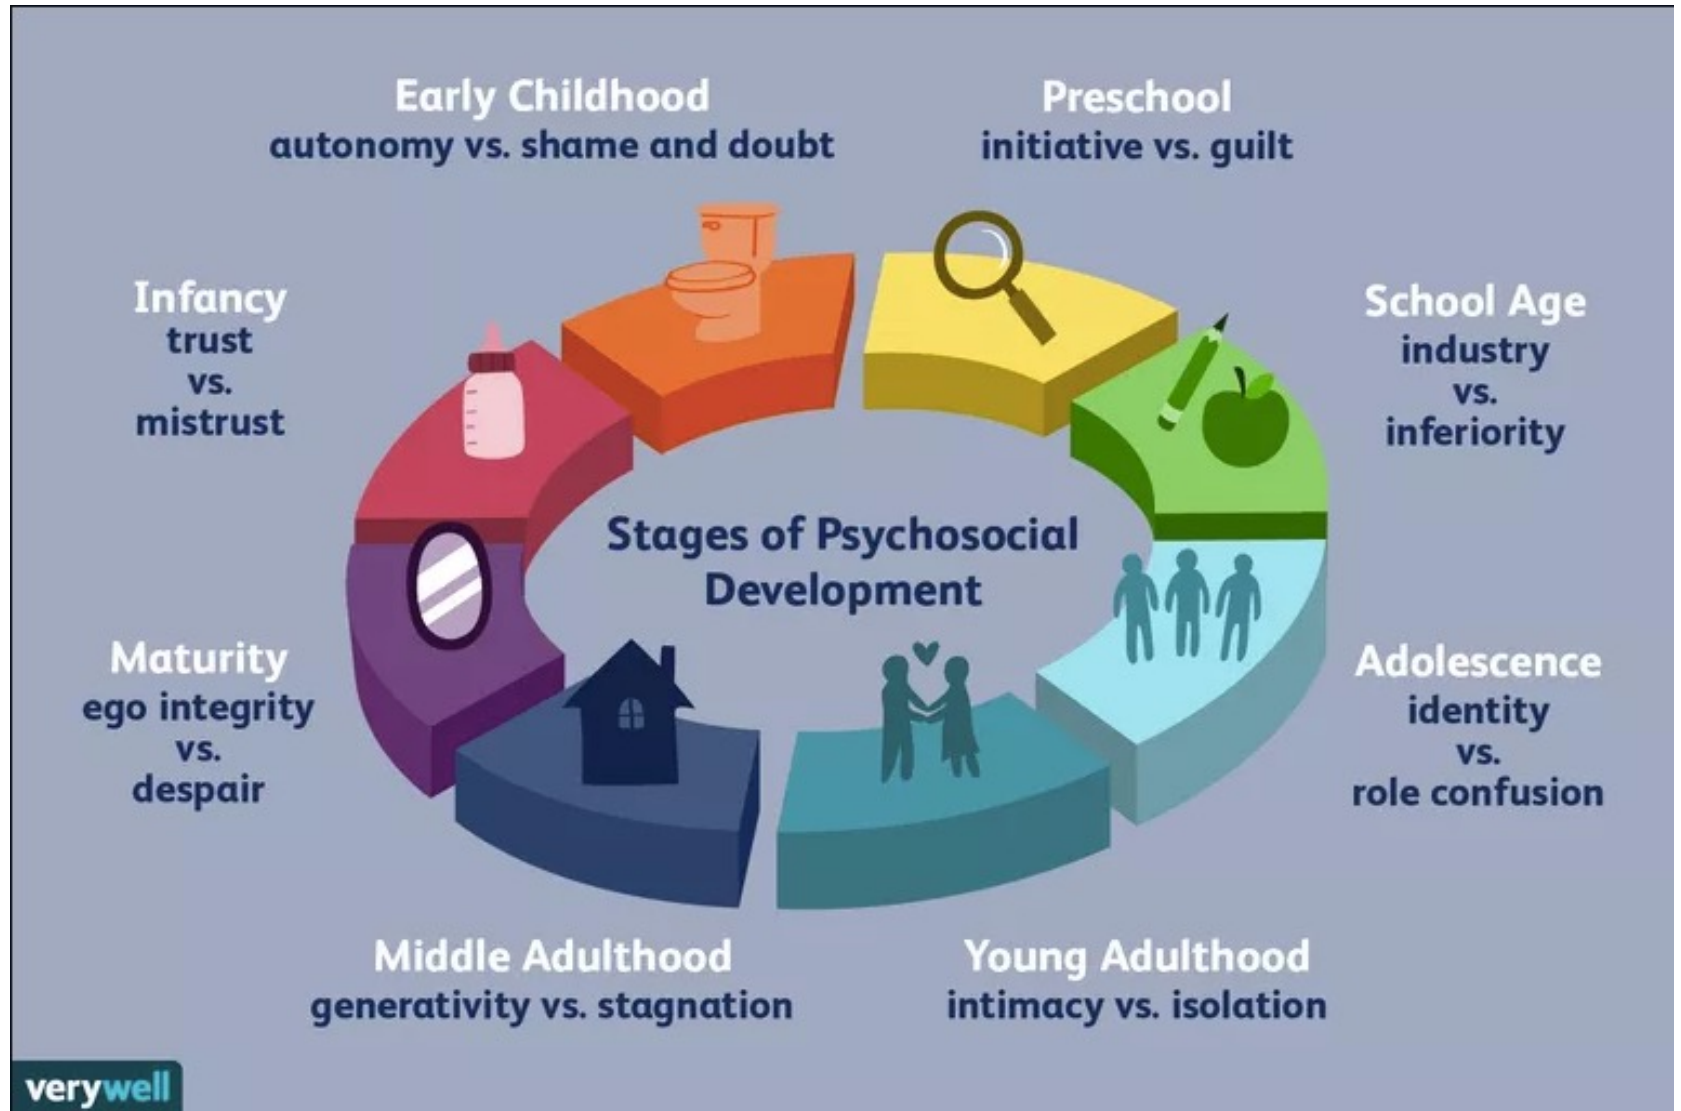 Early Childhood
autonomy vs. shame and doubt
Preschool
initiative vs. guilt
Infancy
trust
vs.
mistrust
School Age
industry
vs.
inferiority
Stages of Psychosocial
Development
Maturity
ego integrity
vs.
despair
Adolescence
identity
vs.
role confusion
Middle Adulthood
generativity vs. stagnation
Young Adulthood
intimacy vs. isolation
verywell